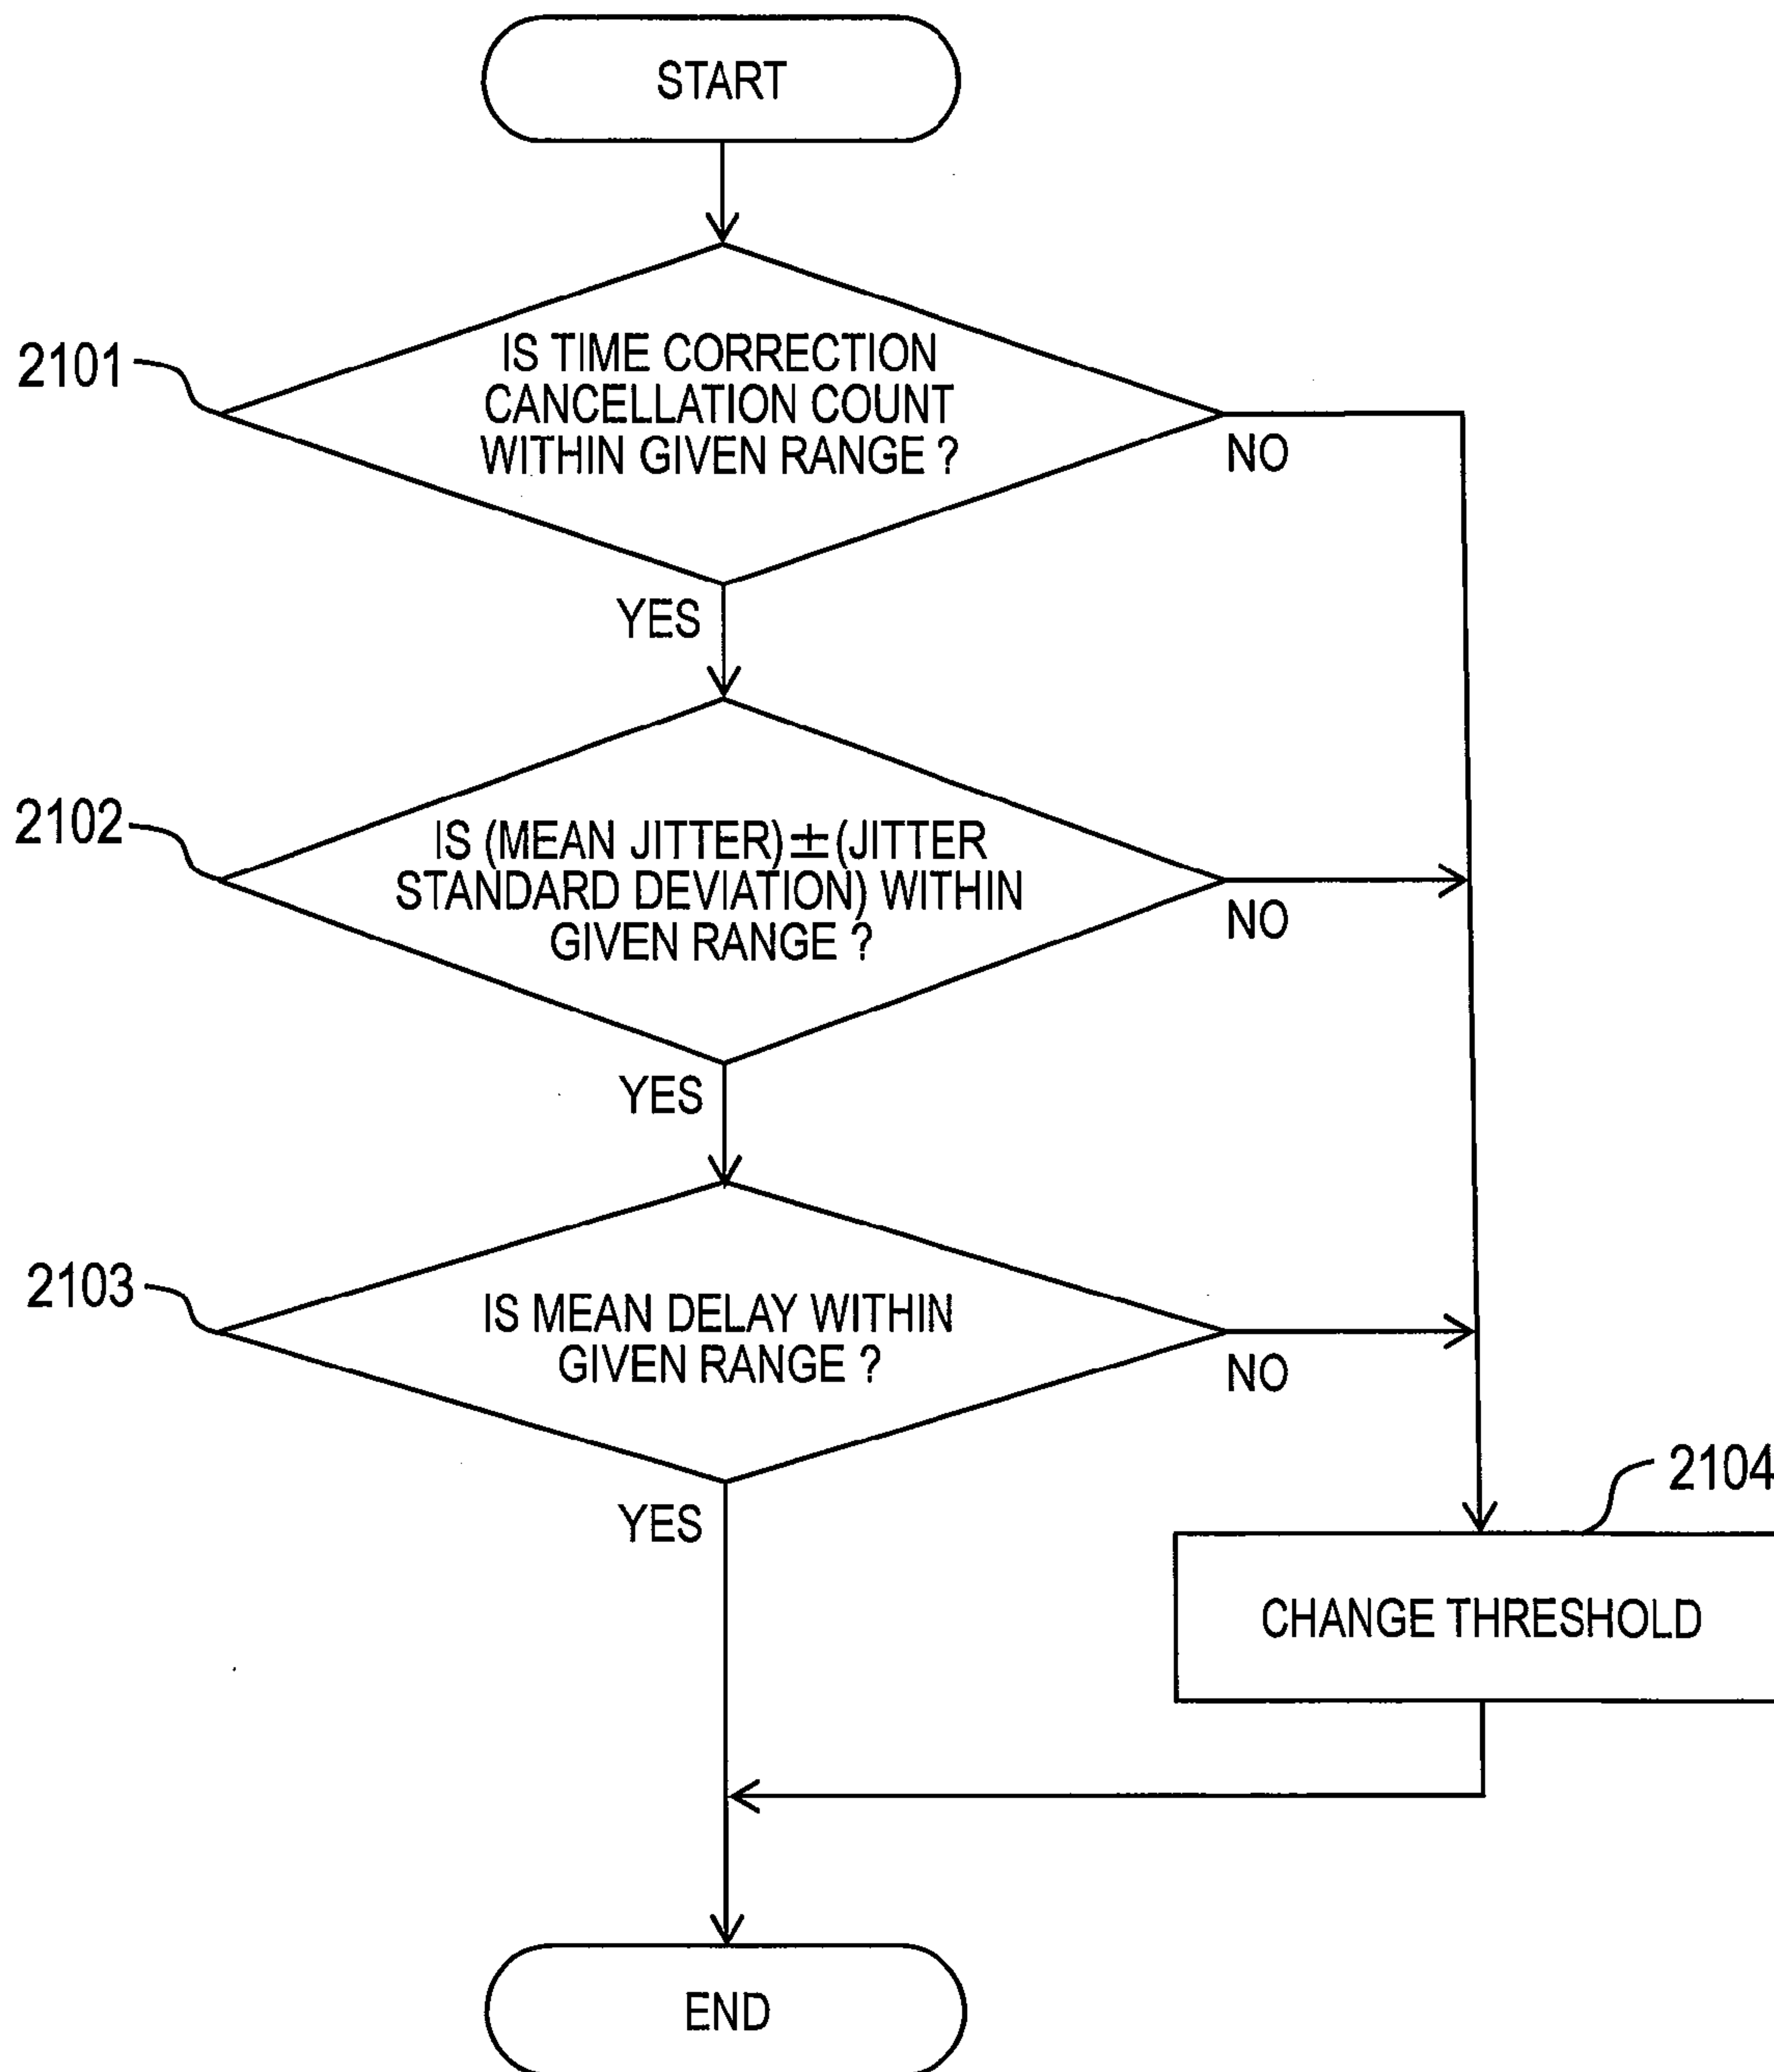 START
2101
IS TIME CORRECTION
CANCELLATION COUNT
WITHIN GIVEN RANGE ?
NO
YES
2102
IS (MEAN JITTER) ± (JITTER
STANDARD DEVIATION) WITHIN
GIVEN RANGE ?
NO
YES
2103
IS MEAN DELAY WITHIN
GIVEN RANGE ?
NO
YES
2104
CHANGE THRESHOLD
END